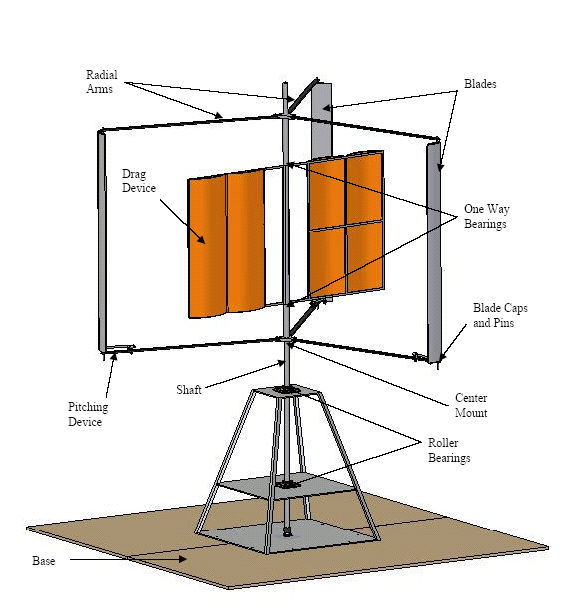 Radial
Arms
Blades
Drag
Device
One Way
Bearings
Blade Caps
and Pins
Shaft
Pitching
Device
Center
Mount
Roller
Bearings
Base